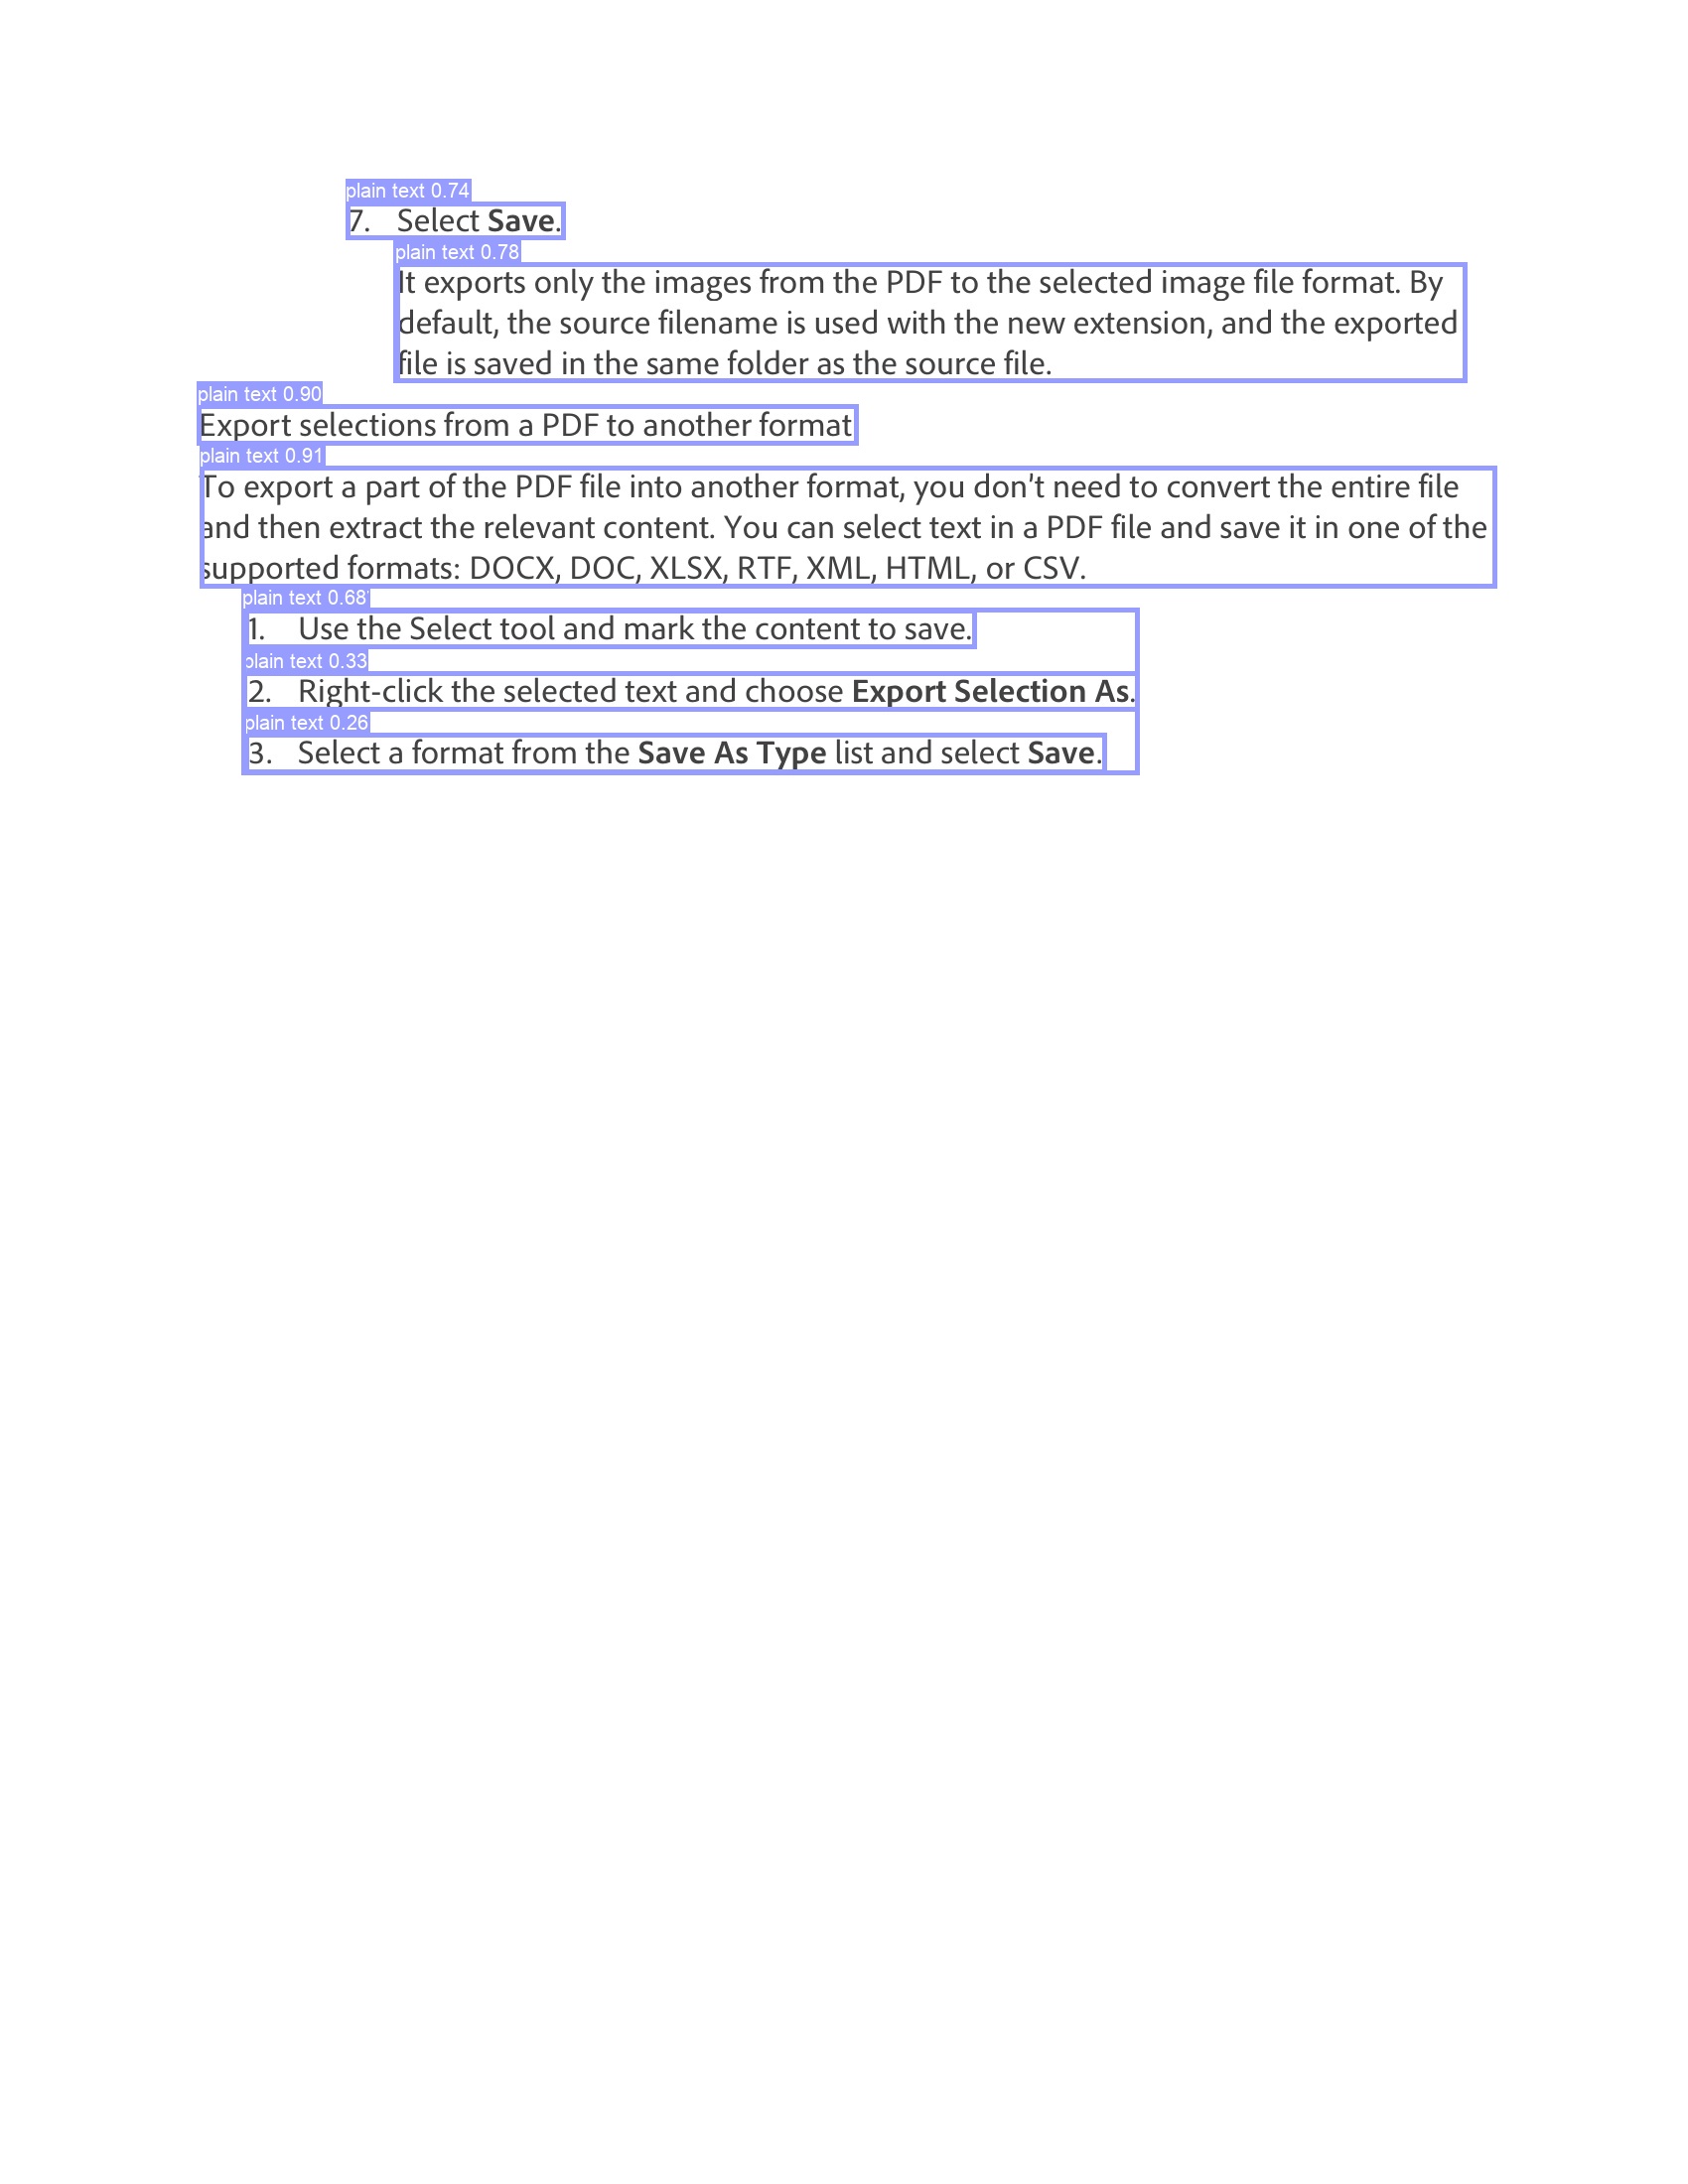 plain text 0.74
7. Select Save.
plain text 0.78
It exports only the images from the PDF to the selected image file format. By
default, the source filename is used with the new extension, and the exported
file is saved in the same folder as the source file.
plain text 0.90
Export selections from a PDF to another format
plain text 0.91
To export a part of the PDF file into another format, you don't need to convert the entire file
and then extract the relevant content. You can select text in a PDF file and save it in one of the
supported formats: DOCX, DOC, XLSX, RTF, XML, HTML, or CSV.
plain text 0.68
1. Use the Select tool and mark the content to save.
plain text 0.33
2. Right-click the selected text and choose Export Selection As.
plain text 0.26
3. Select a format from the Save As Type list and select Save.